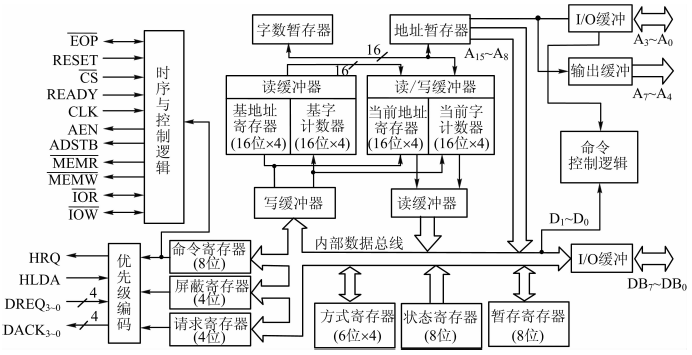 EOP
RESET
CS
READY
CLK
AEN
ADSTB
MEMR
MEMW
IOR
IOW
时序与控制逻辑
HRQ
HLDA
DREQ3~0
4
DACK3~0
4
优先级编码
命令寄存器
(8位)
屏蔽寄存器
(4位)
请求寄存器
(4位)
字数暂存器
地址暂存器
16
16
A15~A8
读缓冲器
基地址
寄存器
(16位×4)
基字
计数器
(16位×4)
读/写缓冲器
当前地址
寄存器
(16位×4)
当前字
计数器
(16位×4)
写缓冲器
读缓冲器
内部数据总线
方式寄存器
(6位×4)
状态寄存器
(8位)
暂存寄存器
(8位)
I/O缓冲
A3~A0
输出缓冲
A7~A4
命令
控制逻辑
D1~D0
I/O缓冲
DB7~DB0